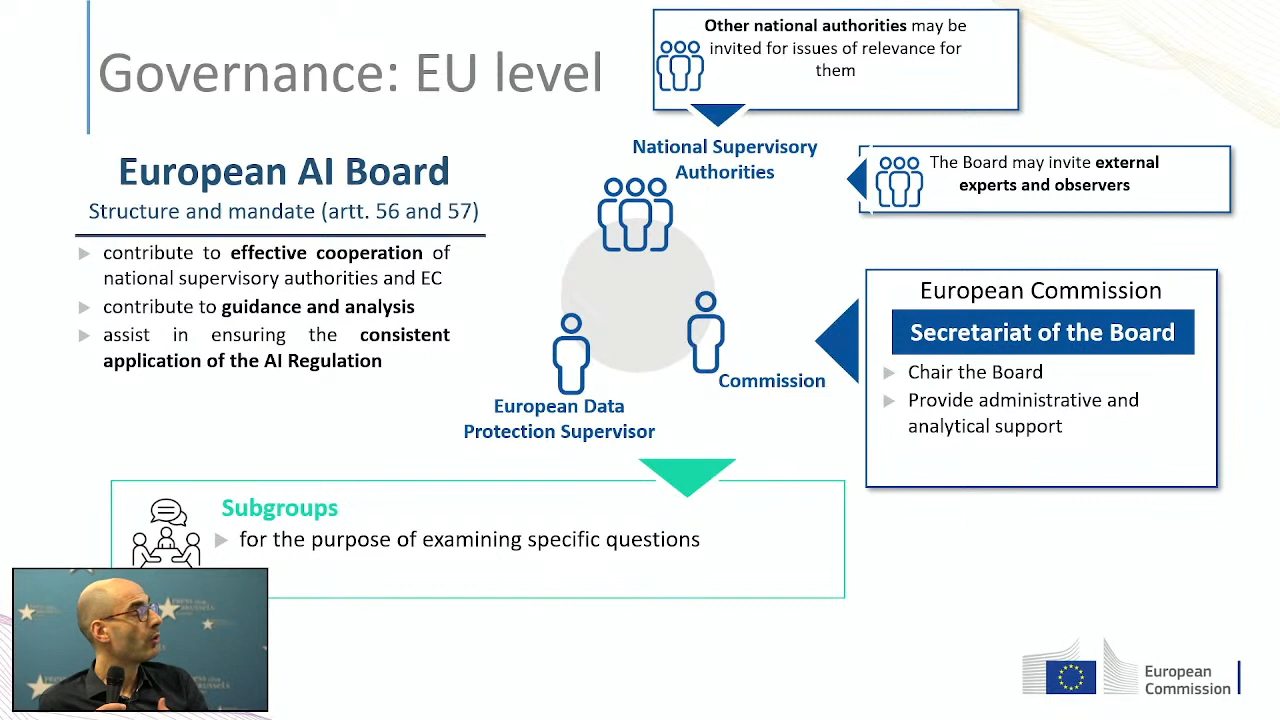 Governance: EU level
European AI Board
Structure and mandate (artt. 56 and 57)
contribute to effective cooperation of
national supervisory authorities and EC
contribute to guidance and analysis
assist in ensuring the consistent
application of the AI Regulation
Other national authorities may be
invited for issues of relevance for
them
National Supervisory
Authorities
The Board may invite external
experts and observers
European Commission
Secretariat of the Board
Chair the Board
Provide administrative and
analytical support
Commission
European Data
Protection Supervisor
Subgroups
for the purpose of examining specific questions
European
Commission